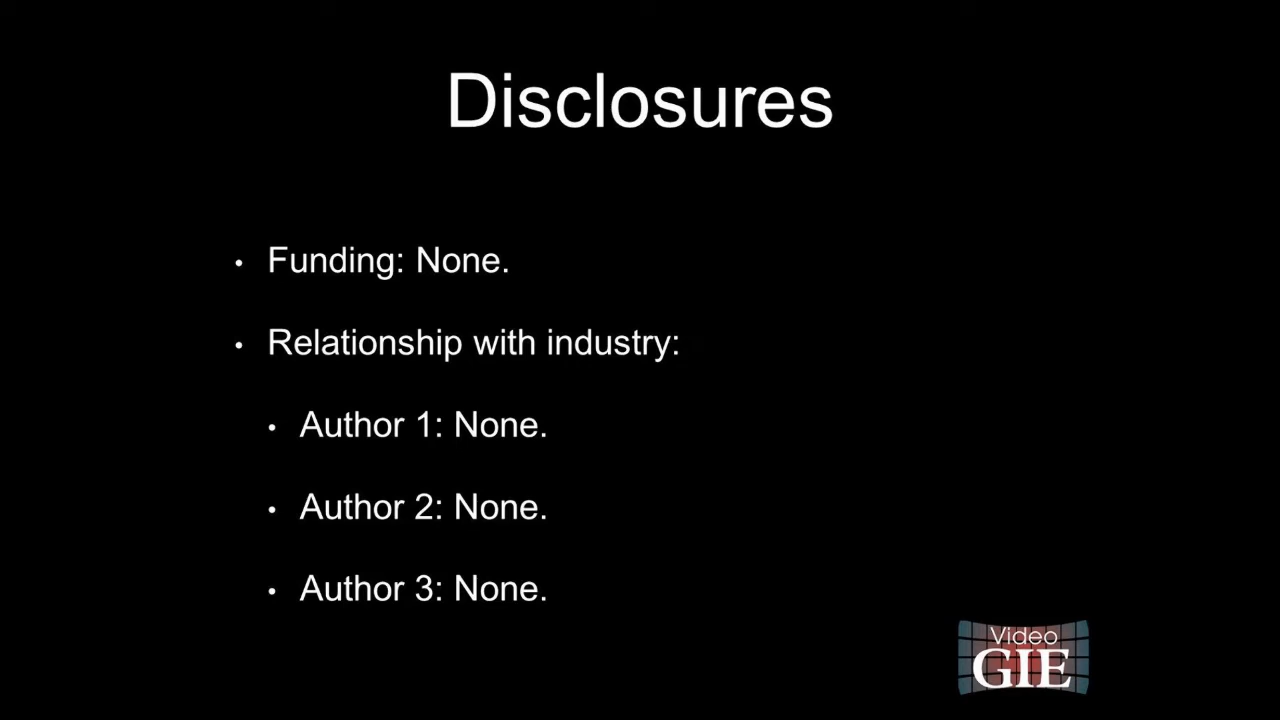 Disclosures
• Funding: None.
• Relationship with industry:
• Author 1: None.
• Author 2: None.
• Author 3: None.
Video
GIE